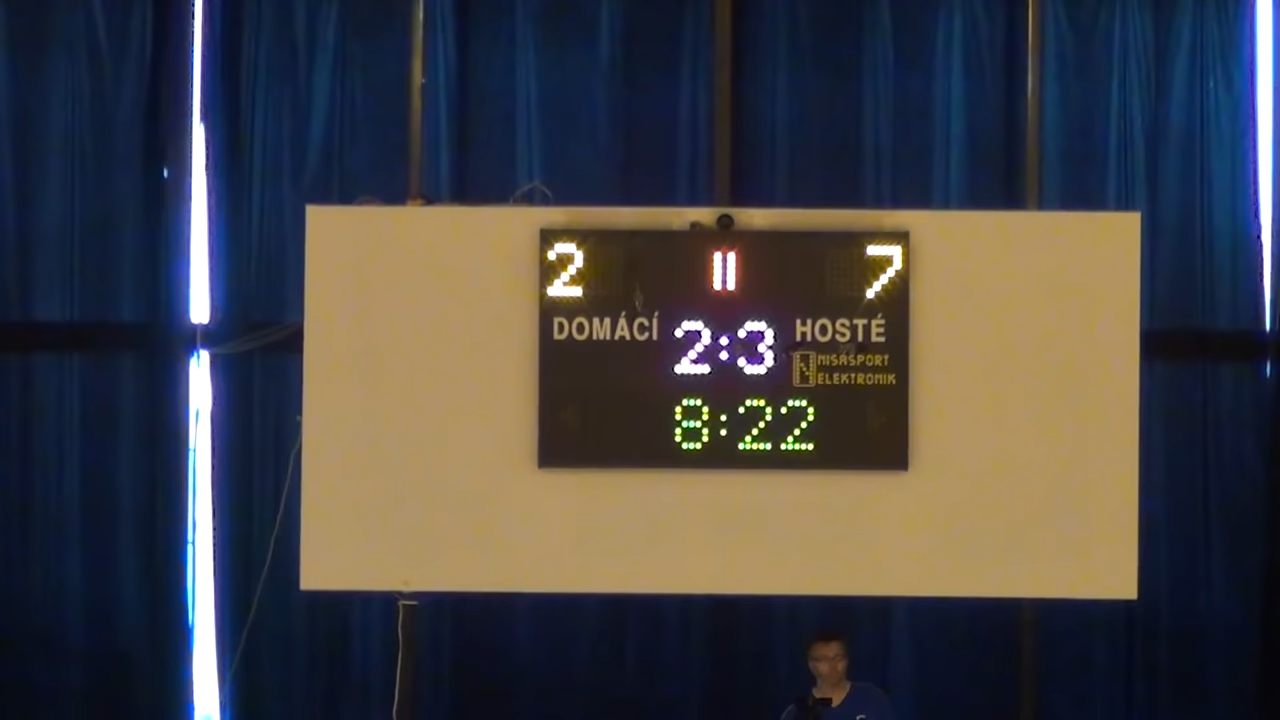 2 II 7
DOMÁCÍ 2:3 HOSTÉ
N NISASPORT
ELEKTRONIK
8:22